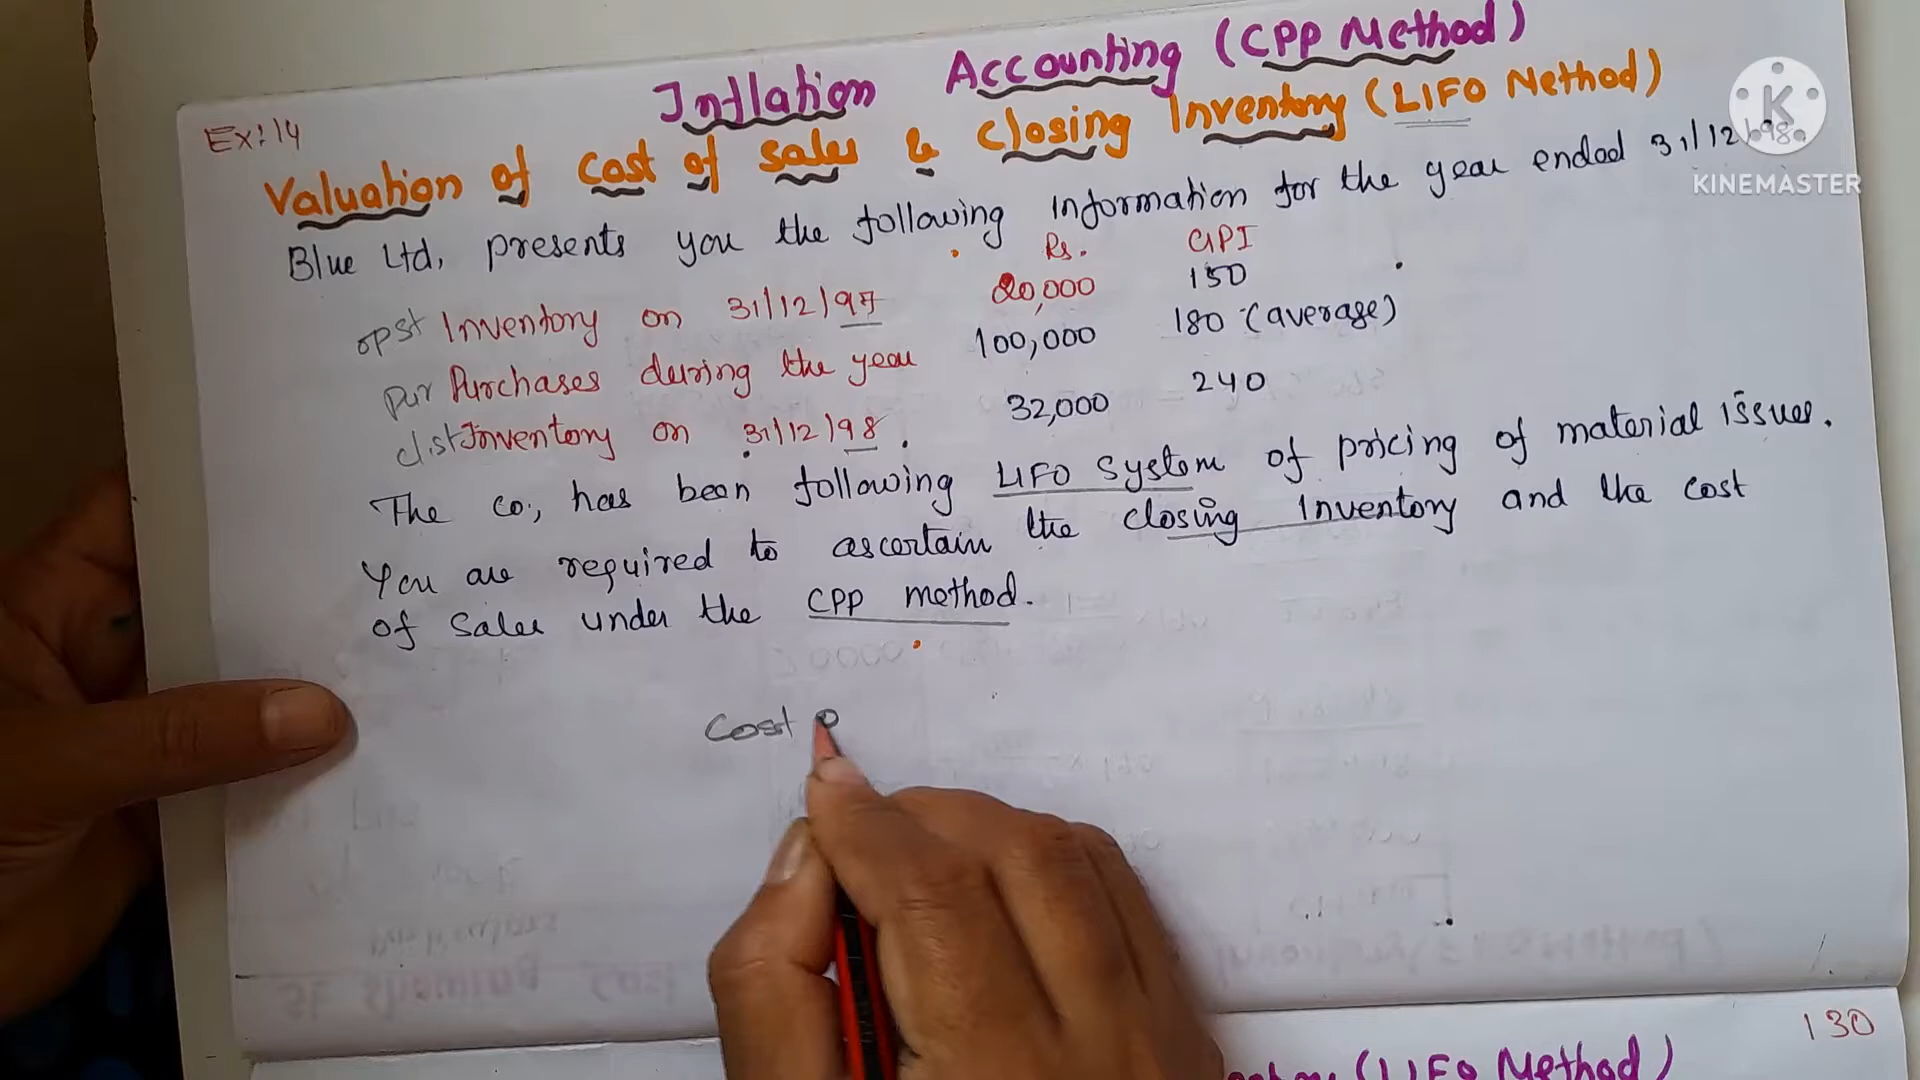 Inflation Accounting (CPP Method)
Ex: 14
Valuation of cost of sales & closing Inventory (LIFO Method)
Blue Ltd, presents you the following information for the year ended 31/12/98.
Rs. GPI
opst Inventory on 31/12/97 20,000 150
pur Purchases during the year 100,000 180 (average)
clst Inventory on 31/12/98. 32,000 240
The co., has been following LIFO system of pricing of material issues.
You are required to ascertain the closing Inventory and the cost
of sales under the CPP method.
Cost o
130
(LIFO Method)
K
KINEMASTER